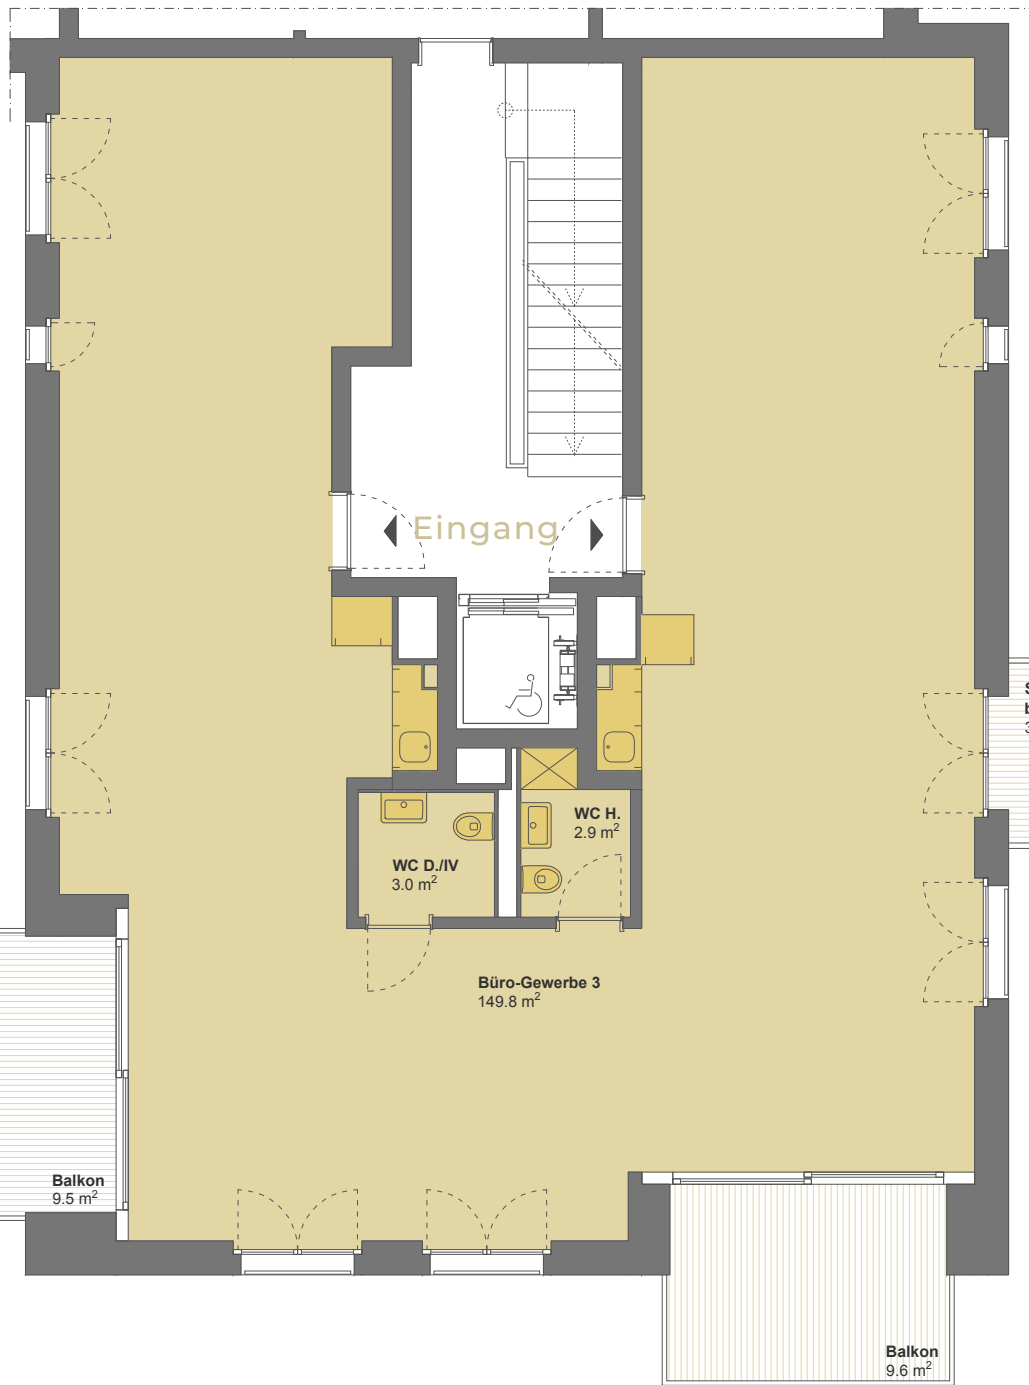 Eingang
WC H.
2.9 m²
WC D./IV
3.0 m²
Büro-Gewerbe 3
149.8 m²
Balkon
9.5 m²
Balkon
9.6 m²